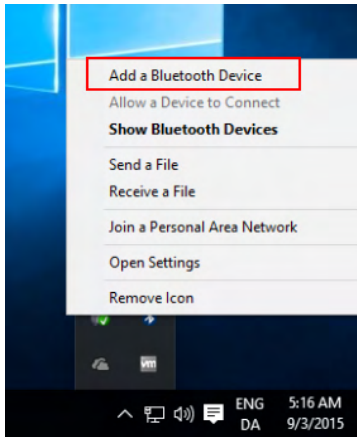 Add a Bluetooth Device
Allow a Device to Connect
Show Bluetooth Devices
Send a File
Receive a File
Join a Personal Area Network
Open Settings
Remove Icon
vm
ENG 5:16 AM
DA 9/3/2015